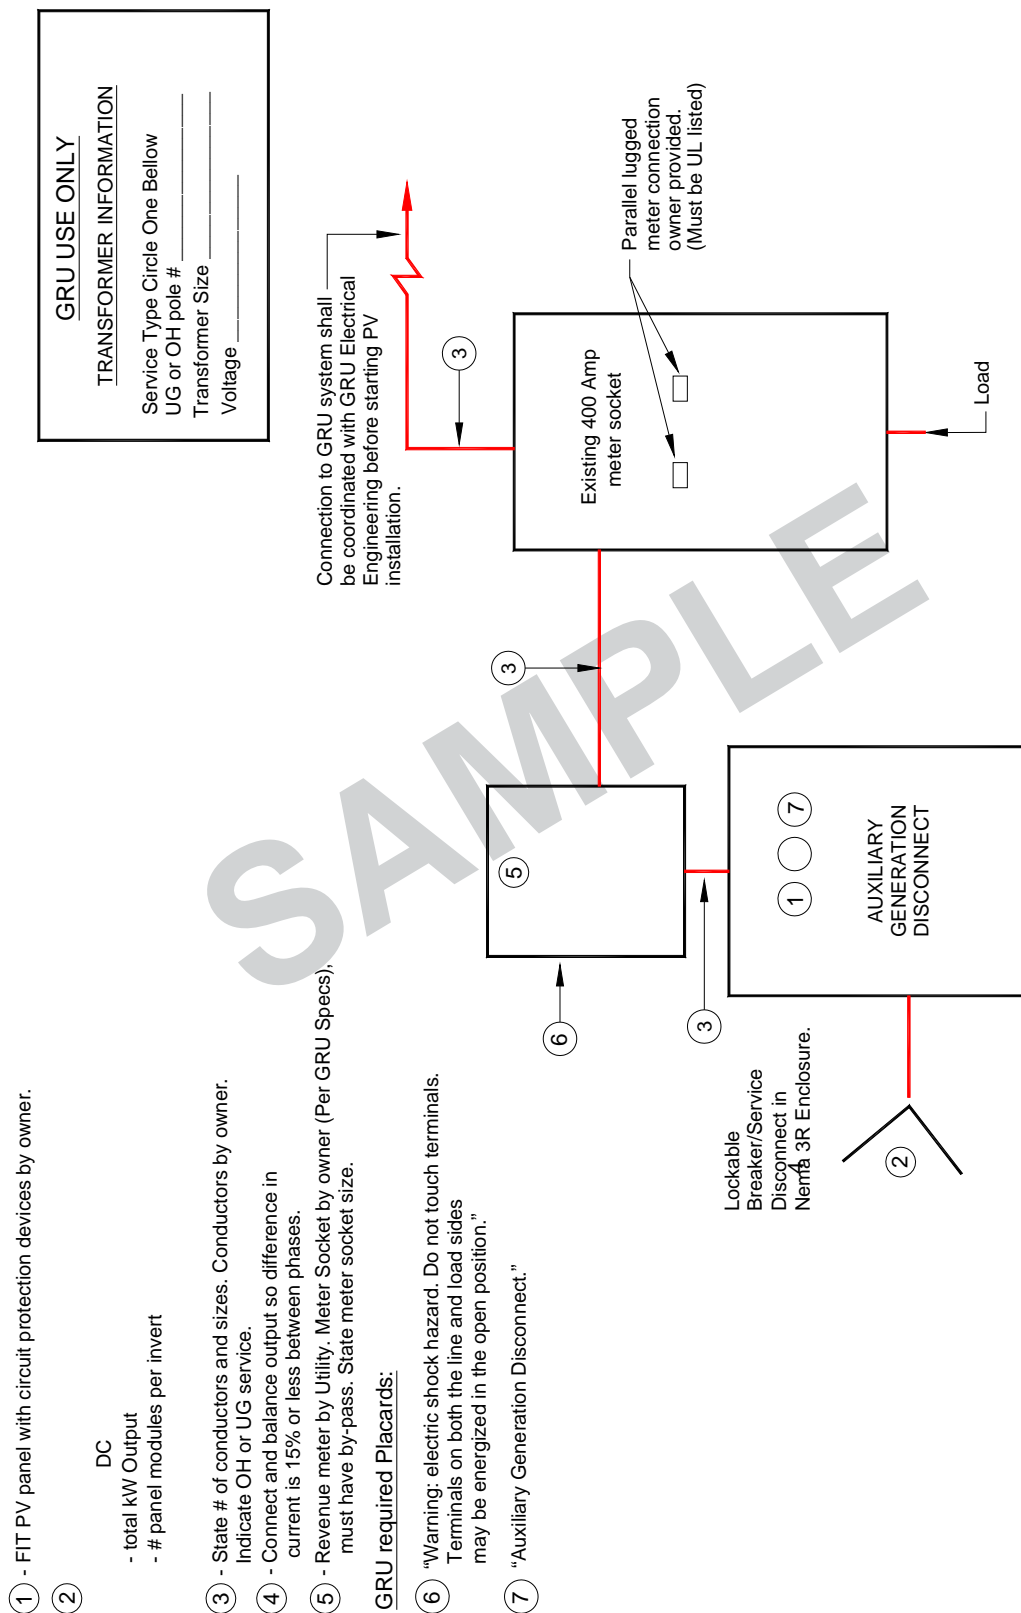 GRU USE ONLY
TRANSFORMER INFORMATION
Service Type Circle One Bellow
UG or OH pole #
Transformer Size
Voltage
Connection to GRU system shall
be coordinated with GRU Electrical
Engineering before starting PV
installation.
3
Existing 400 Amp
meter socket
Parallel lugged
meter connection
owner provided.
(Must be UL listed)
Load
3
SAMPLE
5
6
3
1
7
AUXILIARY
GENERATION
DISCONNECT
Lockable
Breaker/Service
Disconnect in
Nema 3R Enclosure.
4
2
1 - FIT PV panel with circuit protection devices by owner.
2
DC
- total kW Output
- # panel modules per invert
3 - State # of conductors and sizes. Conductors by owner.
Indicate OH or UG service.
4 - Connect and balance output so difference in
current is 15% or less between phases.
5 - Revenue meter by Utility. Meter Socket by owner (Per GRU Specs),
must have by-pass. State meter socket size.
GRU required Placards:
6 "Warning: electric shock hazard. Do not touch terminals.
Terminals on both the line and load sides
may be energized in the open position."
7 "Auxiliary Generation Disconnect."